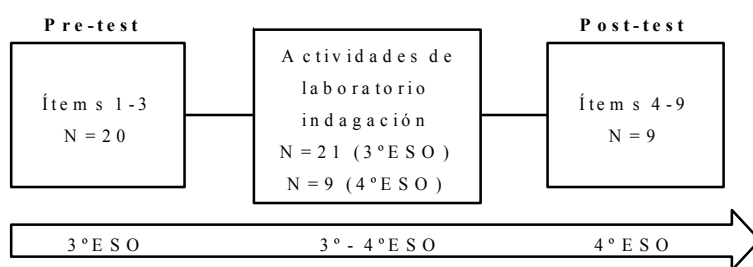 Pre-test
Ítems 1-3
N=20
Actividades de
laboratorio
indagación
N=21 (3ºESO)
N=9 (4ºESO)
Post-test
Ítems 4-9
N=9
3ºESO
3º-4ºESO
4ºESO